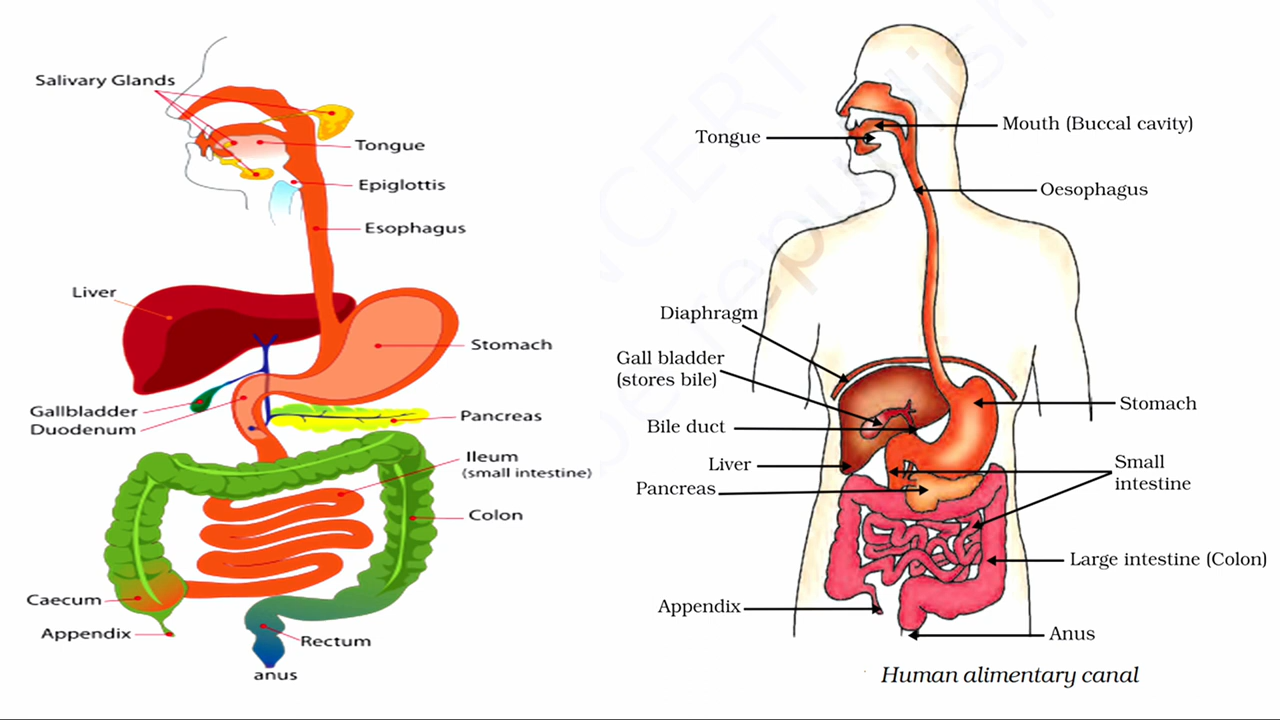 Salivary Glands
Tongue
Epiglottis
Esophagus
Liver
Stomach
Gallbladder
Duodenum
Pancreas
Ileum
(small intestine)
Colon
Caecum
Appendix
Rectum
anus
Mouth (Buccal cavity)
Tongue
Oesophagus
Diaphragm
Gall bladder
(stores bile)
Stomach
Bile duct
Liver
Small
intestine
Pancreas
Large intestine (Colon)
Appendix
Anus
Human alimentary canal